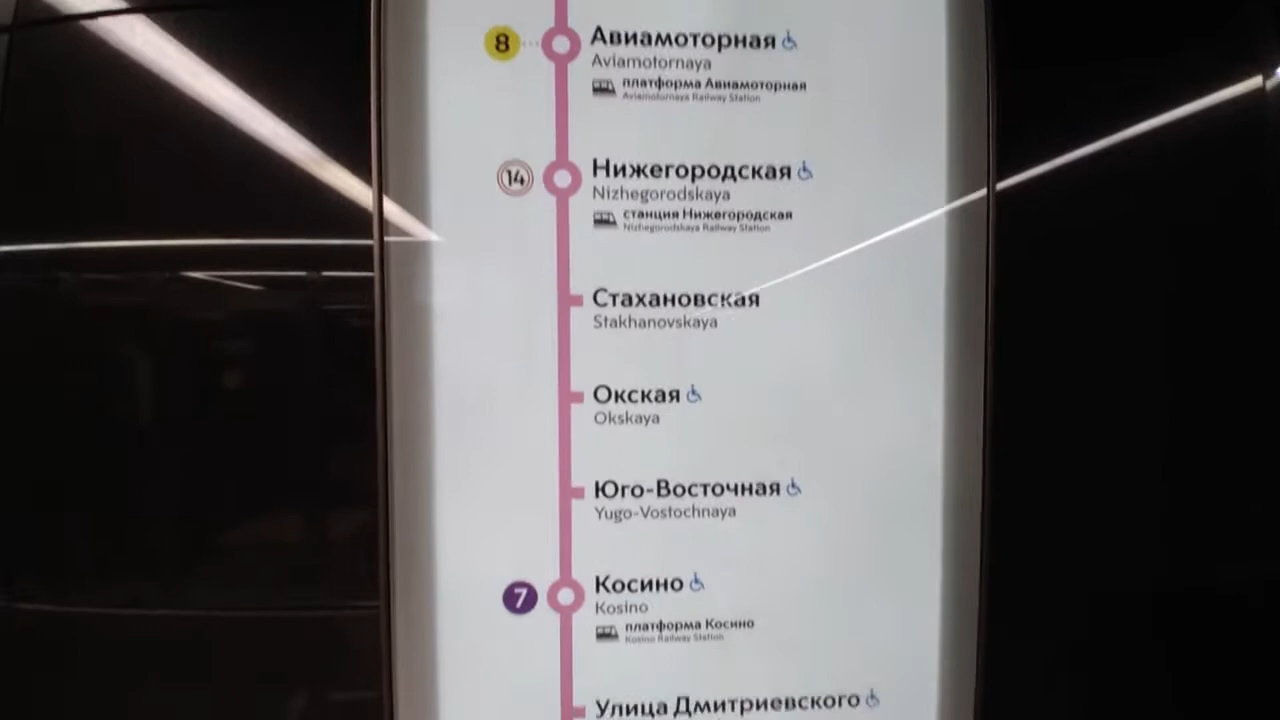 8
Авиамоторная
Aviamotornaya
платформа Авиамоторная
Aviamotornaya Railway Station
14
Нижегородская
Nizhegorodskaya
станция Нижегородская
Nizhegorodskaya Railway Station
Стахановская
Stakhanovskaya
Окская
Okskaya
Юго-Восточная
Yugo-Vostochnaya
7
Косино
Kosino
платформа Косино
Kosino Railway Station
Улица Дмитриевского